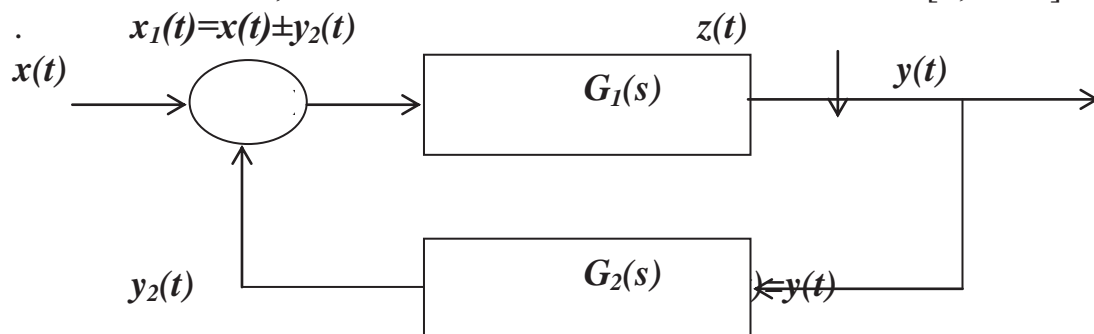 x₁(t)=x(t)±y₂(t) z(t)
.
x(t) G₁(s) y(t)
y₂(t) G₂(s) )=y(t)